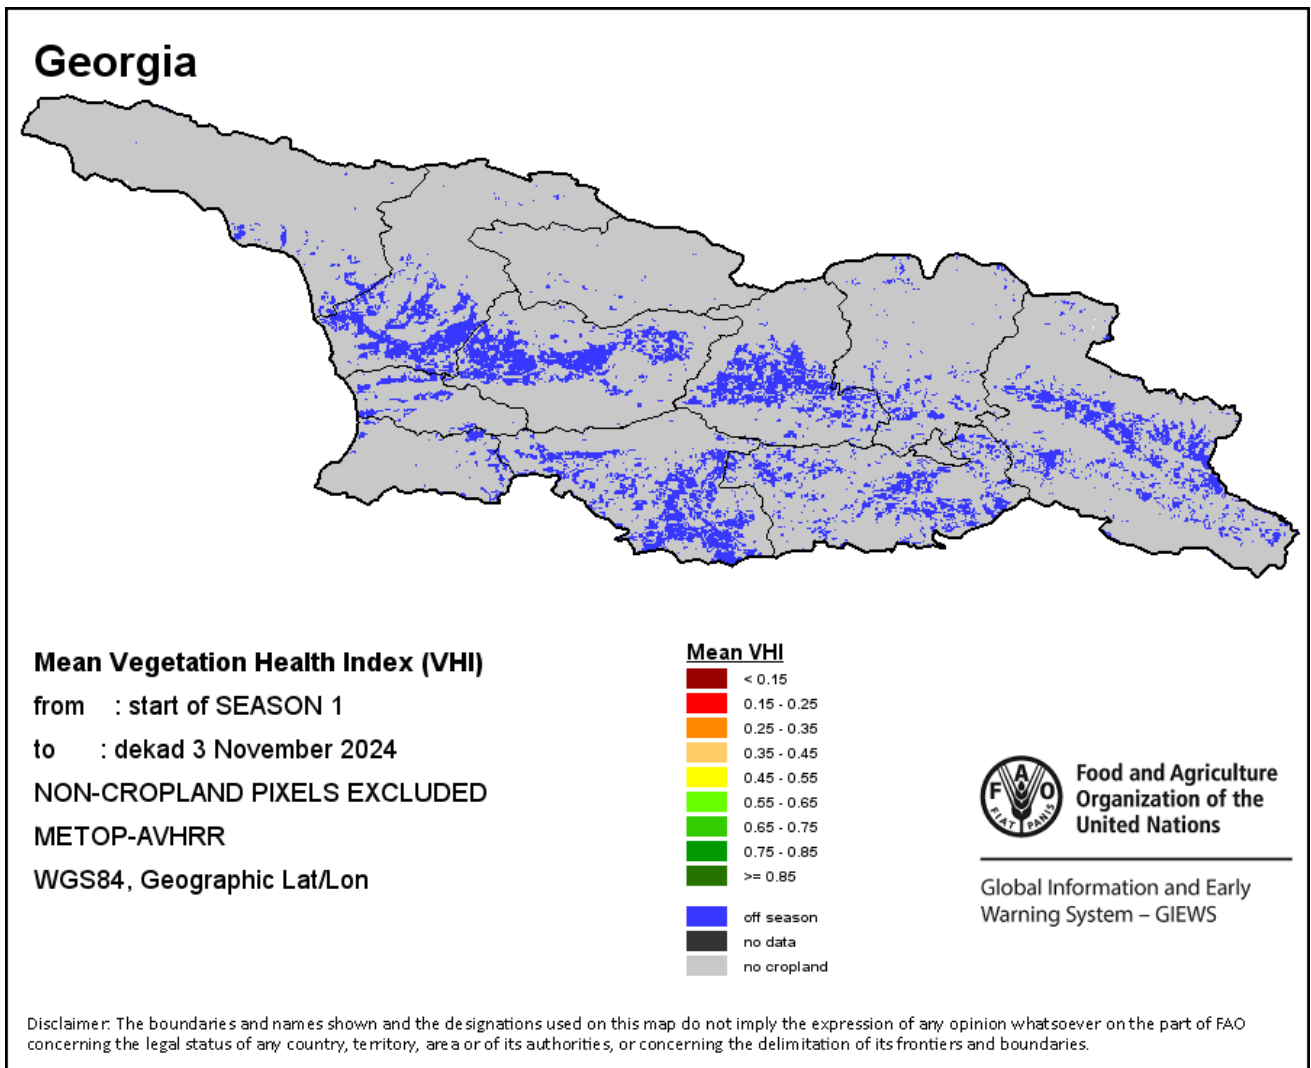 Georgia
Mean Vegetation Health Index (VHI)
from : start of SEASON 1
to : dekad 3 November 2024
NON-CROPLAND PIXELS EXCLUDED
METOP-AVHRR
WGS84, Geographic Lat/Lon
Mean VHI
< 0.15
0.15 - 0.25
0.25 - 0.35
0.35 - 0.45
0.45 - 0.55
0.55 - 0.65
0.65 - 0.75
0.75 - 0.85
>= 0.85
off season
no data
no cropland
F A O
FIAT PANIS
Food and Agriculture
Organization of the
United Nations
Global Information and Early
Warning System – GIEWS
Disclaimer: The boundaries and names shown and the designations used on this map do not imply the expression of any opinion whatsoever on the part of FAO
concerning the legal status of any country, territory, area or of its authorities, or concerning the delimitation of its frontiers and boundaries.